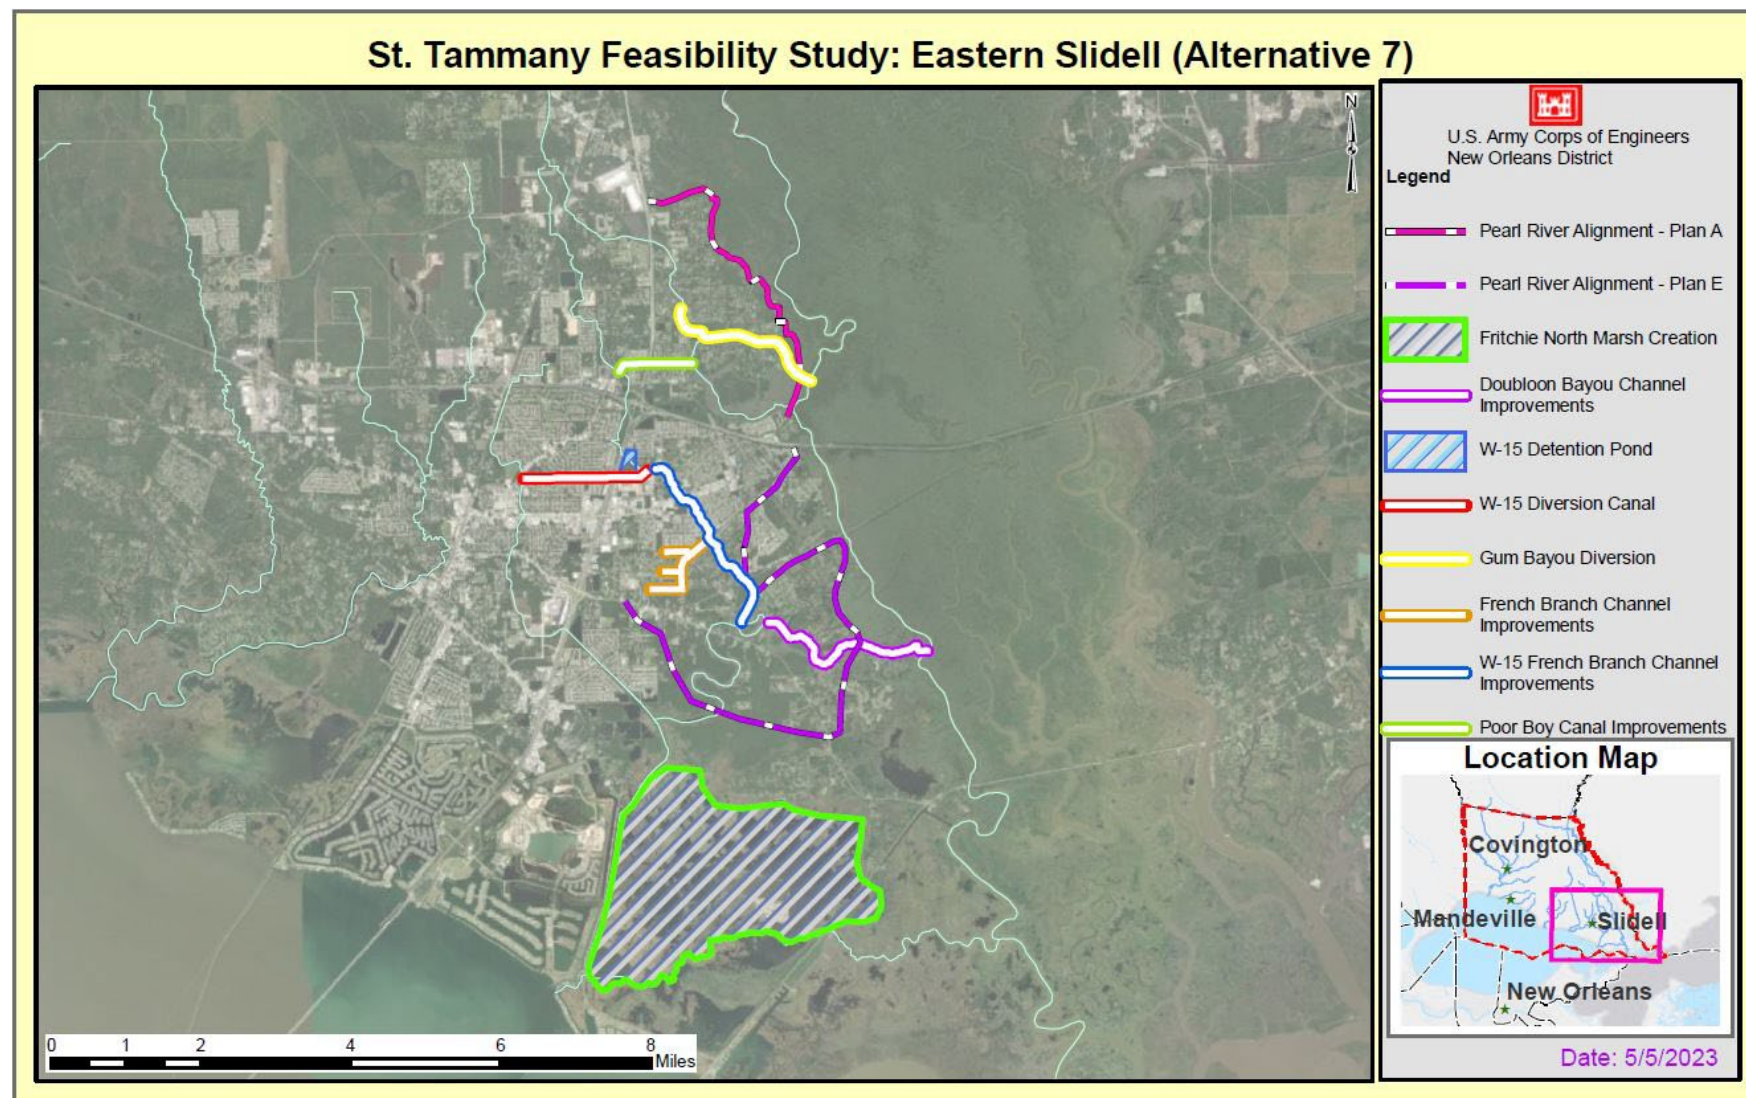 St. Tammany Feasibility Study: Eastern Slidell (Alternative 7)
N
U.S. Army Corps of Engineers
New Orleans District
Legend
Pearl River Alignment - Plan A
Pearl River Alignment - Plan E
Fritchie North Marsh Creation
Doubloon Bayou Channel
Improvements
W-15 Detention Pond
W-15 Diversion Canal
Gum Bayou Diversion
French Branch Channel
Improvements
W-15 French Branch Channel
Improvements
Poor Boy Canal Improvements
Location Map
Covington
Mandeville
Slidell
New Orleans
0 1 2 4 6 8
Miles
Date: 5/5/2023